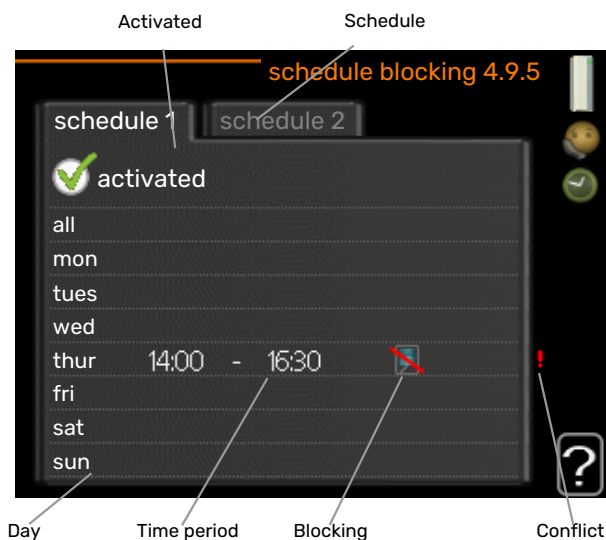 Activated Schedule
schedule blocking 4.9.5
schedule 1 schedule 2
activated
all
mon
tues
wed
thur 14:00 - 16:30 !
fri
sat
sun
?
Day Time period Blocking Conflict